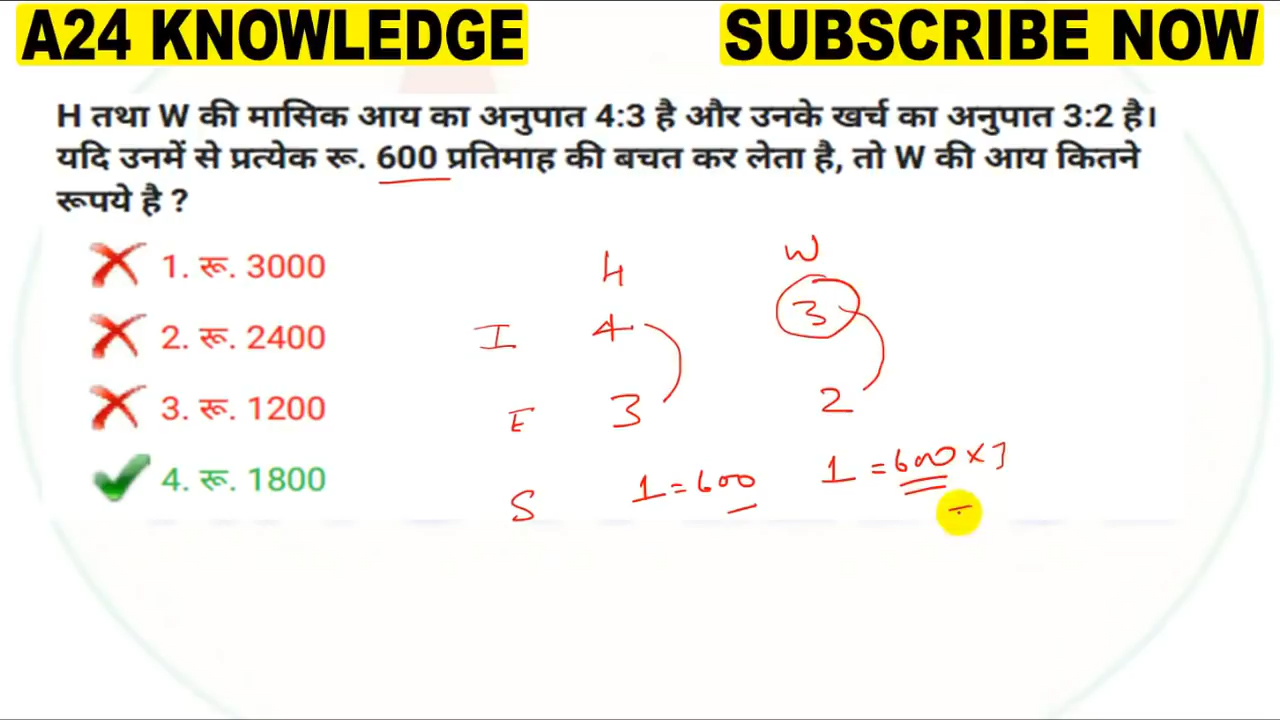 A24 KNOWLEDGE SUBSCRIBE NOW
H तथा W की मासिक आय का अनुपात 4:3 है और उनके खर्च का अनुपात 3:2 है।
यदि उनमें से प्रत्येक रू. 600 प्रतिमाह की बचत कर लेता है, तो W की आय कितने
रूपये है ?
1. रू. 3000
2. रू. 2400
3. रू. 1200
4. रू. 1800
H W
I 4 3
E 3 2
S 1 = 600 1 = 600 × 3